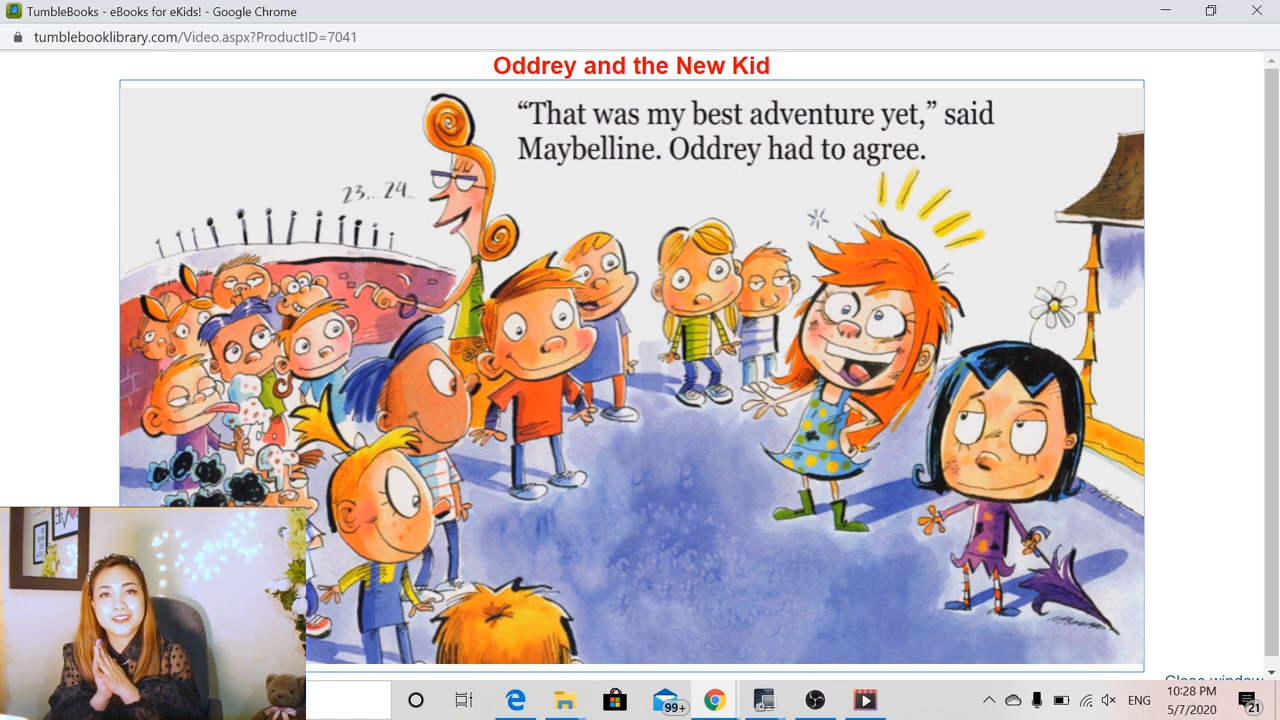 TumbleBooks - eBooks for eKids! - Google Chrome
tumblebooklibrary.com/Video.aspx?ProductID=7041
Oddrey and the New Kid
“That was my best adventure yet,” said
Maybelline. Oddrey had to agree.
23... 24...
Close window
99+
ENG
10:28 PM
5/7/2020
21